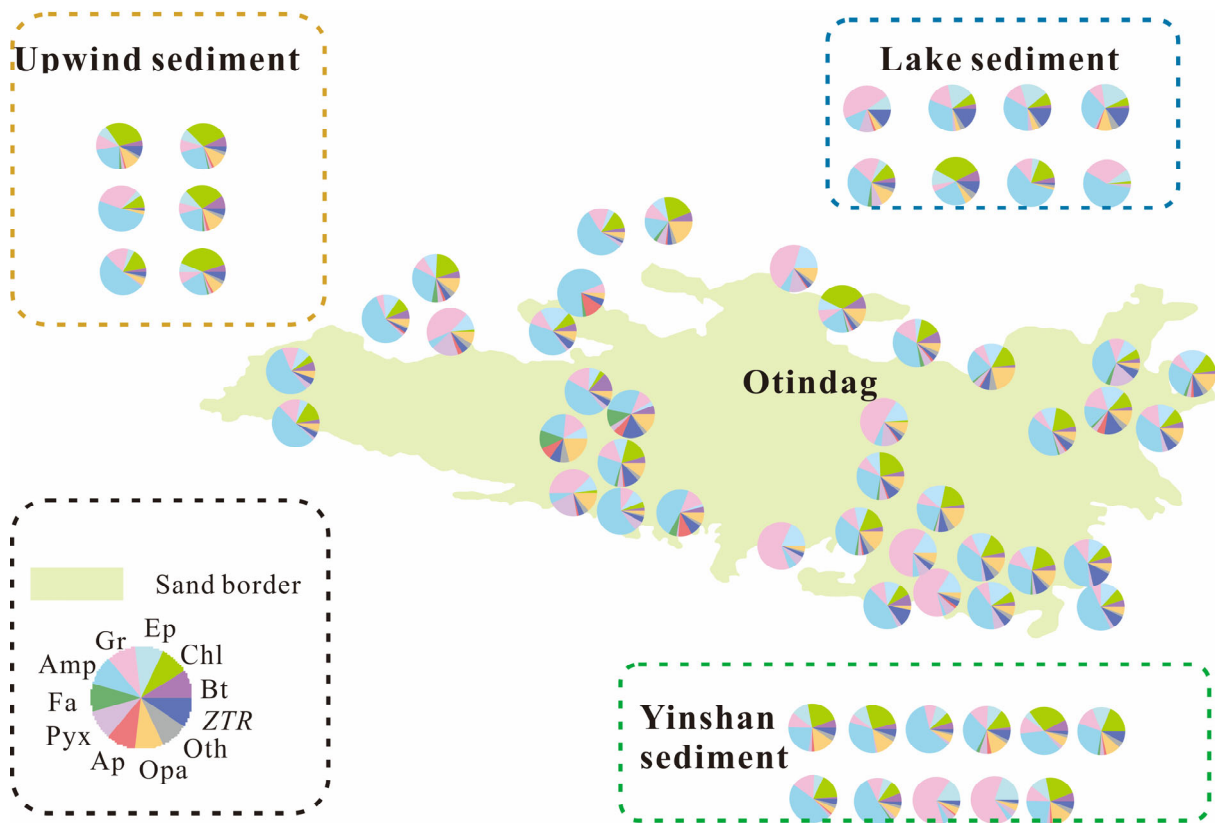 Upwind sediment
Lake sediment
Otindag
Sand border
Ep
Gr
Chl
Amp
Bt
Fa
ZTR
Pyx
Oth
Ap
Opa
Yinshan
sediment